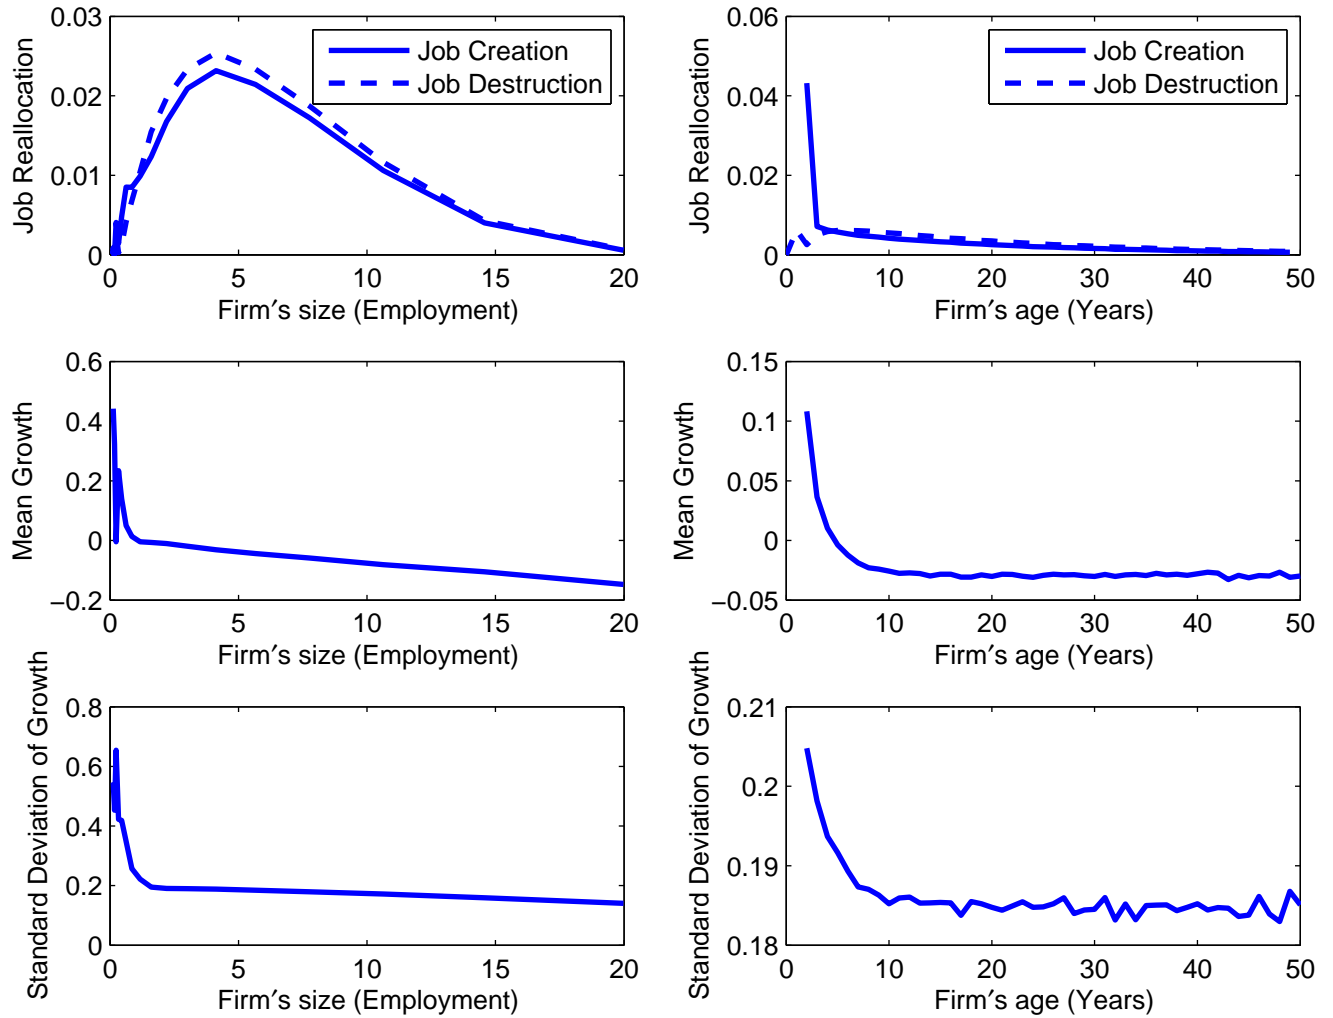 0.03
0.02
0.01
0
Job Reallocation
Job Creation
Job Destruction
0 5 10 15 20
Firm′s size (Employment)
0.06
0.04
0.02
0
Job Reallocation
Job Creation
Job Destruction
0 10 20 30 40 50
Firm′s age (Years)
0.6
0.4
0.2
0
−0.2
Mean Growth
0 5 10 15 20
Firm′s size (Employment)
0.15
0.1
0.05
0
−0.05
Mean Growth
0 10 20 30 40 50
Firm′s age (Years)
0.8
0.6
0.4
0.2
0
Standard Deviation of Growth
0 5 10 15 20
Firm′s size (Employment)
0.21
0.2
0.19
0.18
Standard Deviation of Growth
0 10 20 30 40 50
Firm′s age (Years)